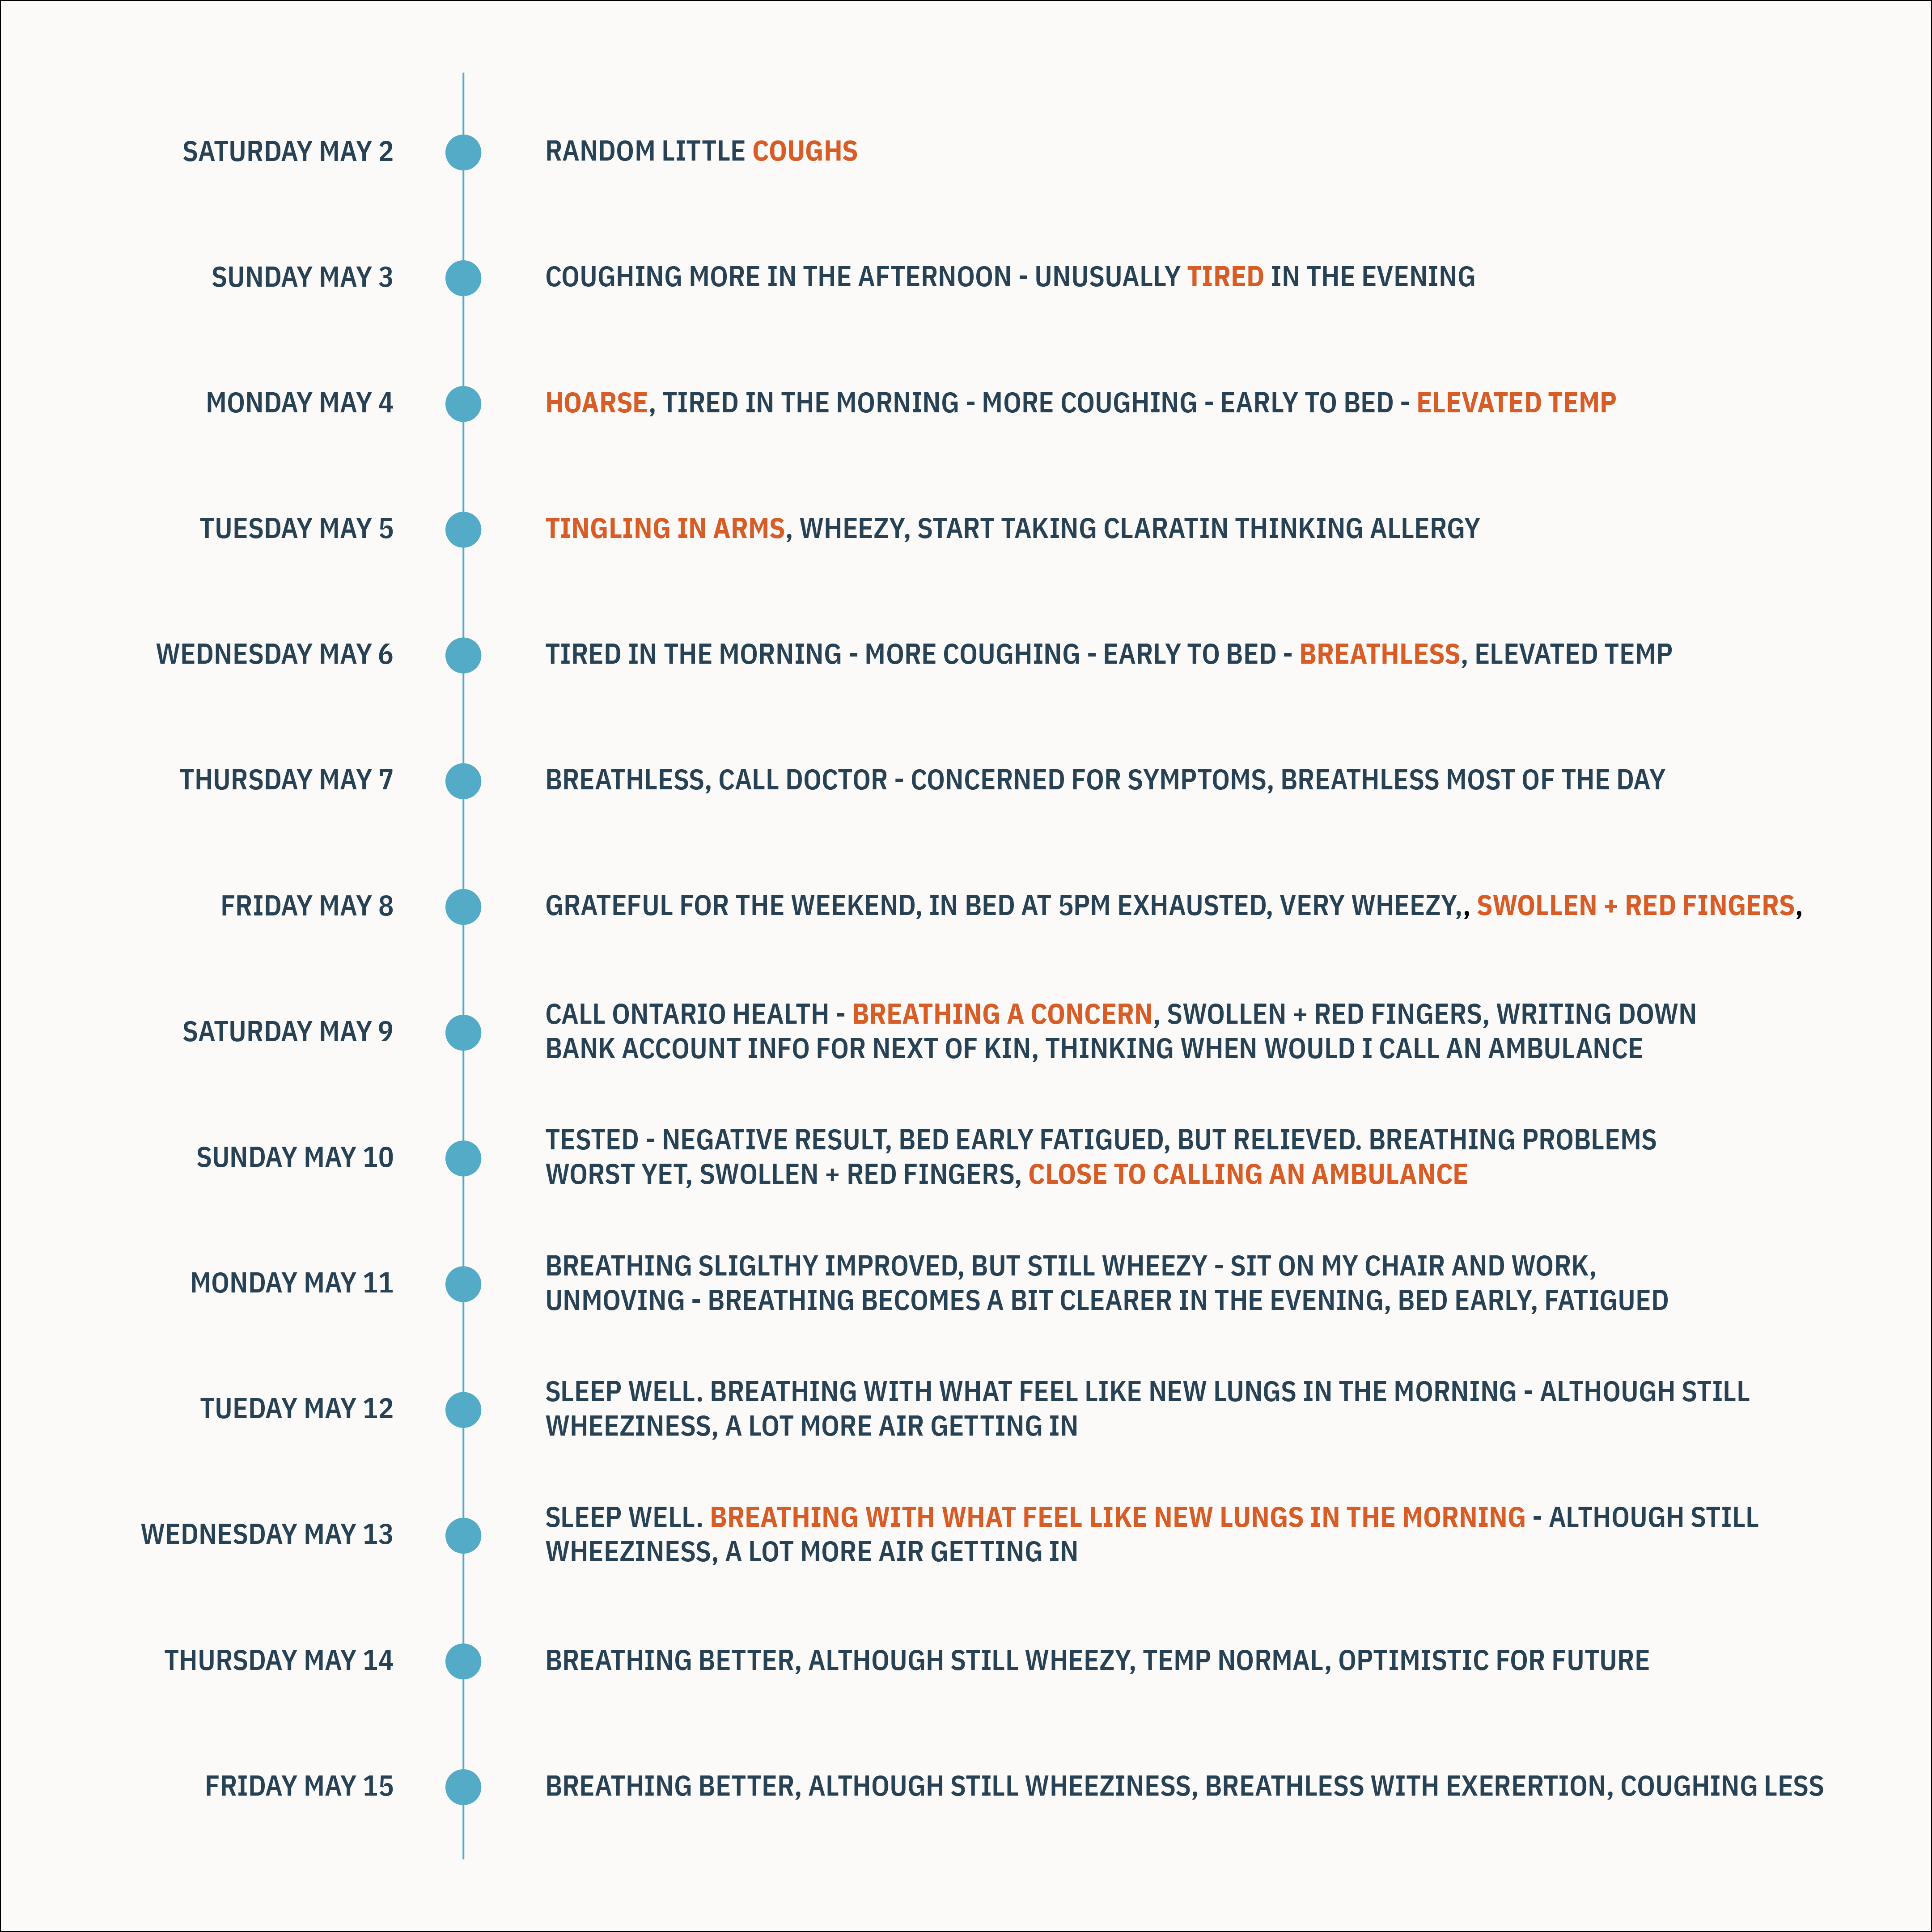 SATURDAY MAY 2
RANDOM LITTLE COUGHS
SUNDAY MAY 3
COUGHING MORE IN THE AFTERNOON - UNUSUALLY TIRED IN THE EVENING
MONDAY MAY 4
HOARSE, TIRED IN THE MORNING - MORE COUGHING - EARLY TO BED - ELEVATED TEMP
TUESDAY MAY 5
TINGLING IN ARMS, WHEEZY, START TAKING CLARATIN THINKING ALLERGY
WEDNESDAY MAY 6
TIRED IN THE MORNING - MORE COUGHING - EARLY TO BED - BREATHLESS, ELEVATED TEMP
THURSDAY MAY 7
BREATHLESS, CALL DOCTOR - CONCERNED FOR SYMPTOMS, BREATHLESS MOST OF THE DAY
FRIDAY MAY 8
GRATEFUL FOR THE WEEKEND, IN BED AT 5PM EXHAUSTED, VERY WHEEZY,, SWOLLEN + RED FINGERS,
SATURDAY MAY 9
CALL ONTARIO HEALTH - BREATHING A CONCERN, SWOLLEN + RED FINGERS, WRITING DOWN
BANK ACCOUNT INFO FOR NEXT OF KIN, THINKING WHEN WOULD I CALL AN AMBULANCE
SUNDAY MAY 10
TESTED - NEGATIVE RESULT, BED EARLY FATIGUED, BUT RELIEVED. BREATHING PROBLEMS
WORST YET, SWOLLEN + RED FINGERS, CLOSE TO CALLING AN AMBULANCE
MONDAY MAY 11
BREATHING SLIGLTHY IMPROVED, BUT STILL WHEEZY - SIT ON MY CHAIR AND WORK,
UNMOVING - BREATHING BECOMES A BIT CLEARER IN THE EVENING, BED EARLY, FATIGUED
TUEDAY MAY 12
SLEEP WELL. BREATHING WITH WHAT FEEL LIKE NEW LUNGS IN THE MORNING - ALTHOUGH STILL
WHEEZINESS, A LOT MORE AIR GETTING IN
WEDNESDAY MAY 13
SLEEP WELL. BREATHING WITH WHAT FEEL LIKE NEW LUNGS IN THE MORNING - ALTHOUGH STILL
WHEEZINESS, A LOT MORE AIR GETTING IN
THURSDAY MAY 14
BREATHING BETTER, ALTHOUGH STILL WHEEZY, TEMP NORMAL, OPTIMISTIC FOR FUTURE
FRIDAY MAY 15
BREATHING BETTER, ALTHOUGH STILL WHEEZINESS, BREATHLESS WITH EXERERTION, COUGHING LESS